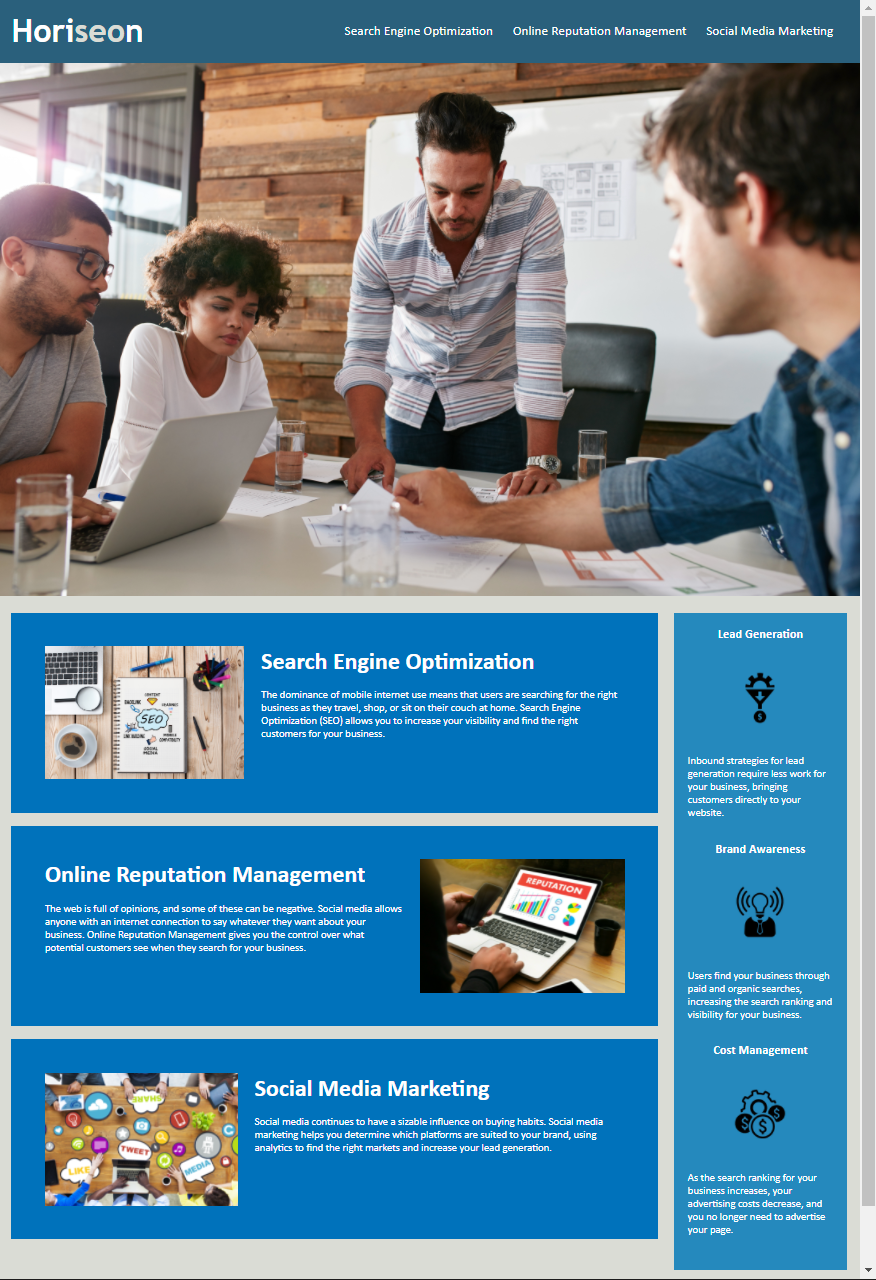 Horiseon
Search Engine Optimization Online Reputation Management Social Media Marketing
Search Engine Optimization
The dominance of mobile internet use means that users are searching for the right
business as they travel, shop, or sit on their couch at home. Search Engine
Optimization (SEO) allows you to increase your visibility and find the right
customers for your business.
CONTENT
SEO
SOCIAL
MEDIA
Online Reputation Management
The web is full of opinions, and some of these can be negative. Social media allows
anyone with an internet connection to say whatever they want about your
business. Online Reputation Management gives you the control over what
potential customers see when they search for your business.
REPUTATION
Social Media Marketing
Social media continues to have a sizable influence on buying habits. Social media
marketing helps you determine which platforms are suited to your brand, using
analytics to find the right markets and increase your lead generation.
SHARE
TWEET
LIKE
MEDIA
Lead Generation
Inbound strategies for lead
generation require less work for
your business, bringing
customers directly to your
website.
Brand Awareness
Users find your business through
paid and organic searches,
increasing the search ranking and
visibility for your business.
Cost Management
As the search ranking for your
business increases, your
advertising costs decrease, and
you no longer need to advertise
your page.